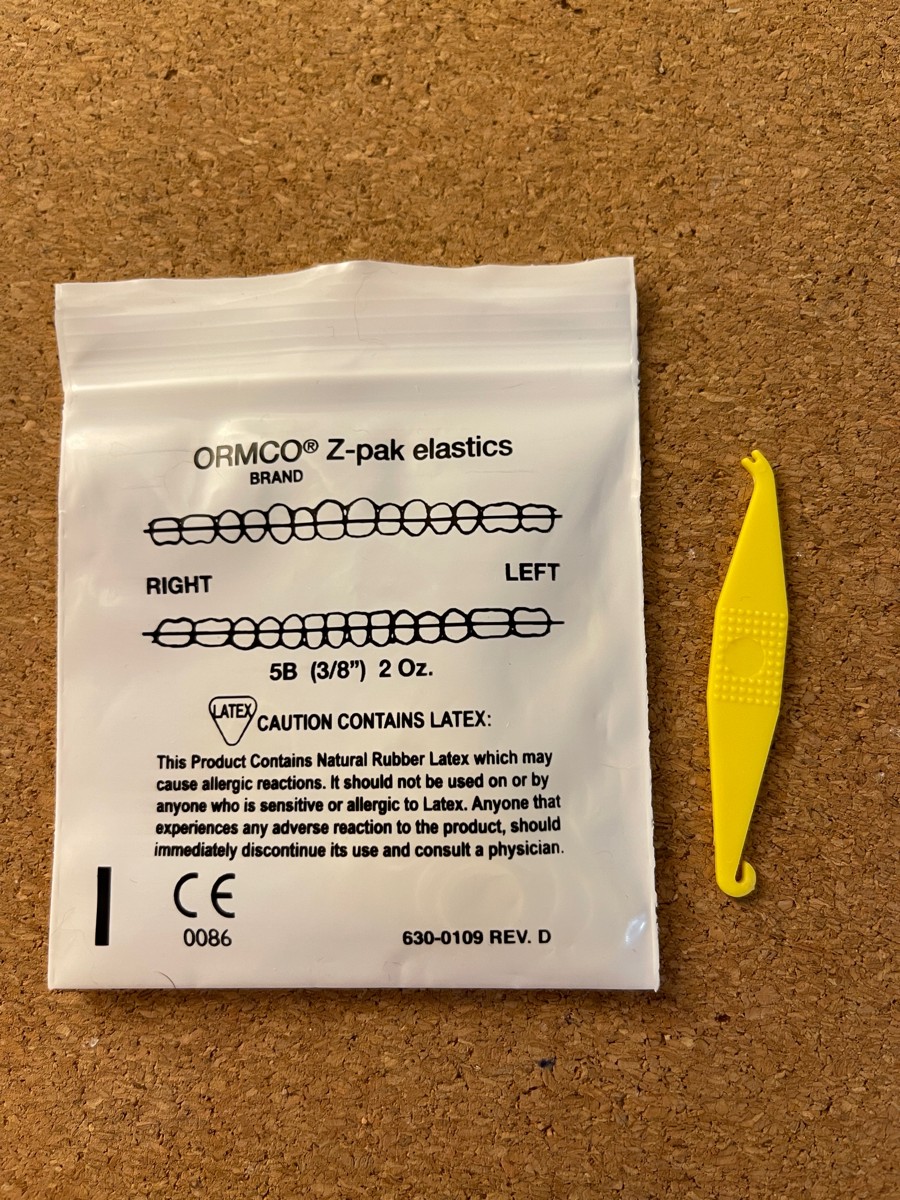 ORMCO® Z-pak elastics
BRAND
RIGHT
LEFT
5B (3/8") 2 Oz.
LATEX
CAUTION CONTAINS LATEX:
This Product Contains Natural Rubber Latex which may
cause allergic reactions. It should not be used on or by
anyone who is sensitive or allergic to Latex. Anyone that
experiences any adverse reaction to the product, should
immediately discontinue its use and consult a physician.
CE
0086
630-0109 REV. D